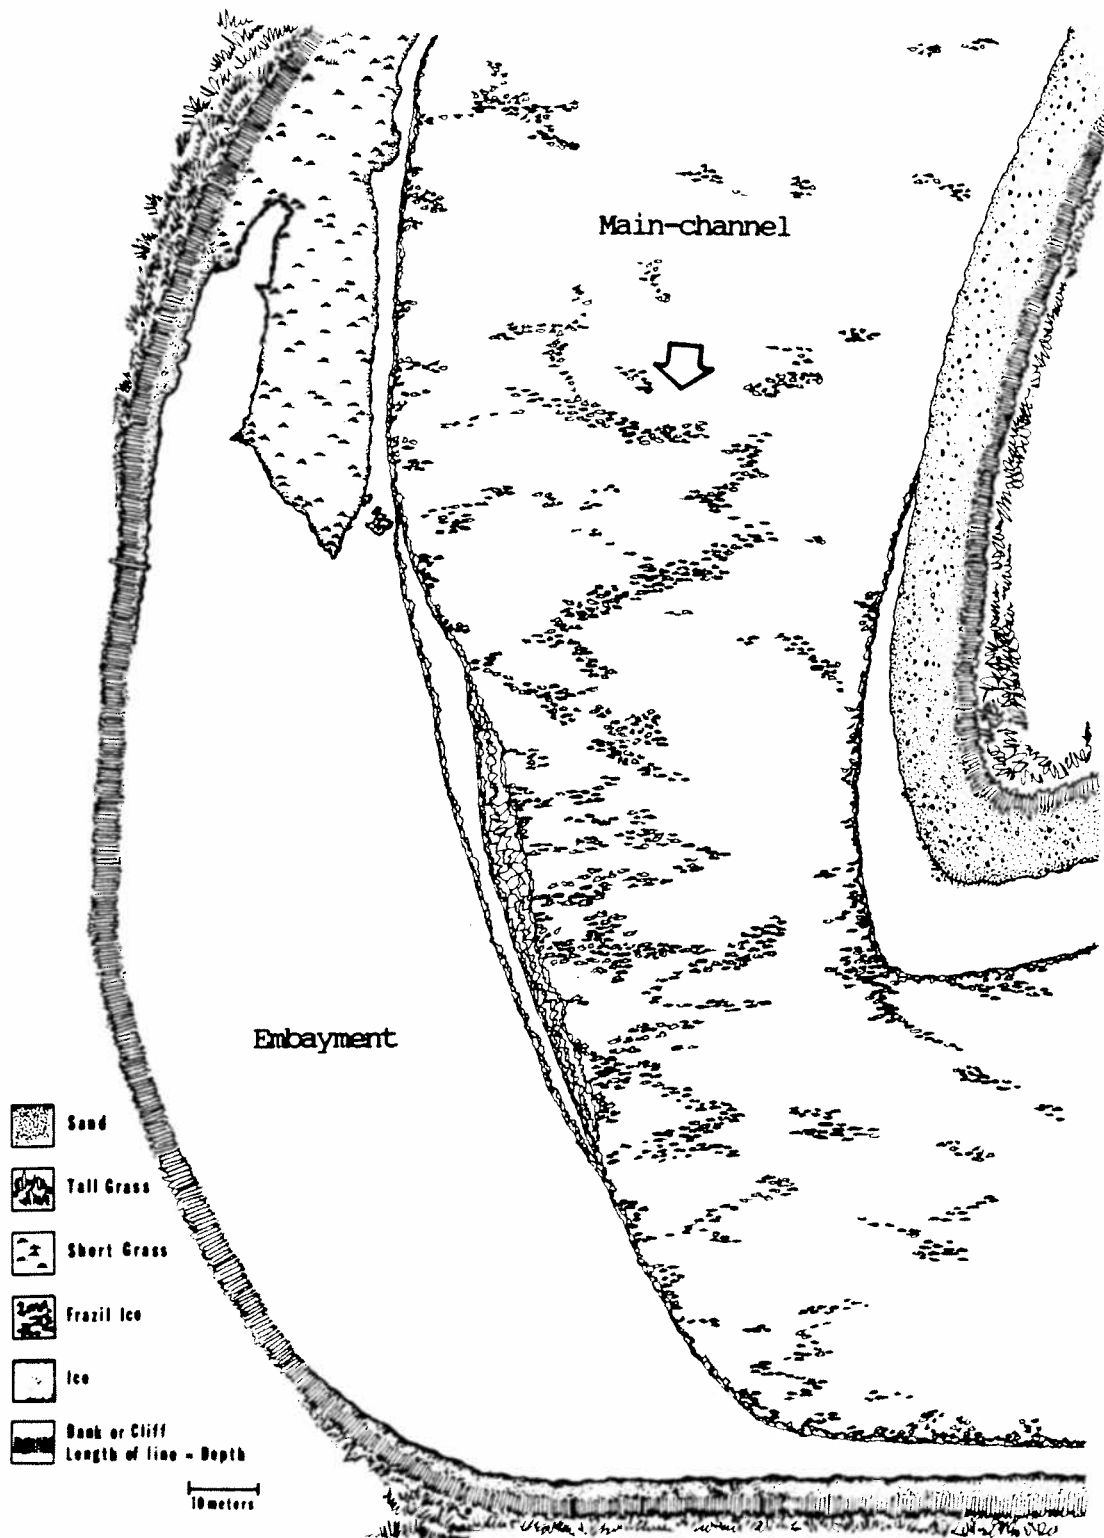 Main-channel
Embayment
Sand
Tall Grass
Short Grass
Frazil Ice
Ice
Bank or Cliff
Length of line = Depth
10 meters